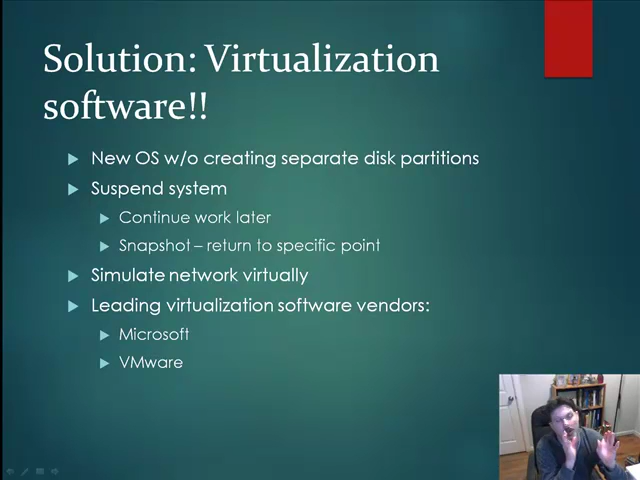 Solution: Virtualization
software!!
New OS w/o creating separate disk partitions
Suspend system
Continue work later
Snapshot – return to specific point
Simulate network virtually
Leading virtualization software vendors:
Microsoft
VMware